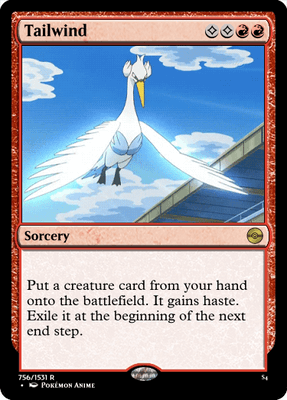 Tailwind
Sorcery
Put a creature card from your hand
onto the battlefield. It gains haste.
Exile it at the beginning of the next
end step.
756/1531 R
S4
• Pokémon Anime